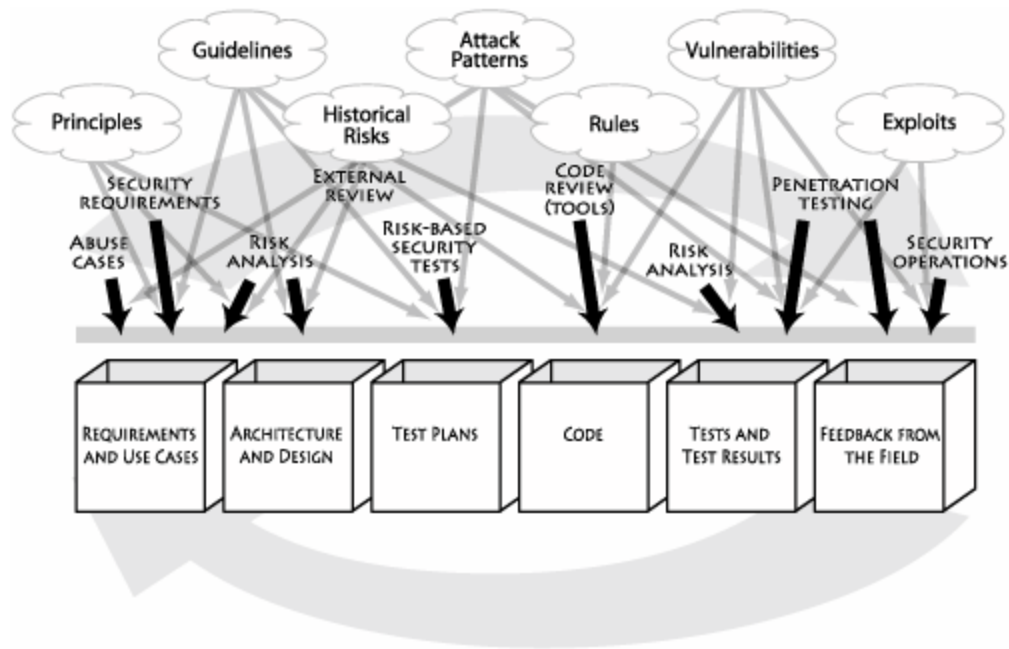 Guidelines
Attack
Patterns
Vulnerabilities
Principles
Historical
Risks
Rules
Exploits
Security
Requirements
External
Review
Code
Review
(Tools)
Penetration
Testing
Abuse
Cases
Risk
Analysis
Risk-Based
Security
Tests
Risk
Analysis
Security
Operations
Requirements
and Use Cases
Architecture
and Design
Test Plans
Code
Tests and
Test Results
Feedback from
the Field